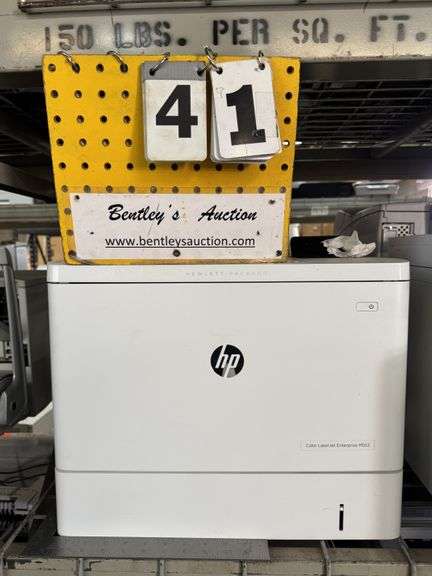 150 LBS. PER SQ. FT.
4 1
Bentley's Auction
www.bentleysauction.com
HEWLETT-PACKARD
hp
Color LaserJet Enterprise M552